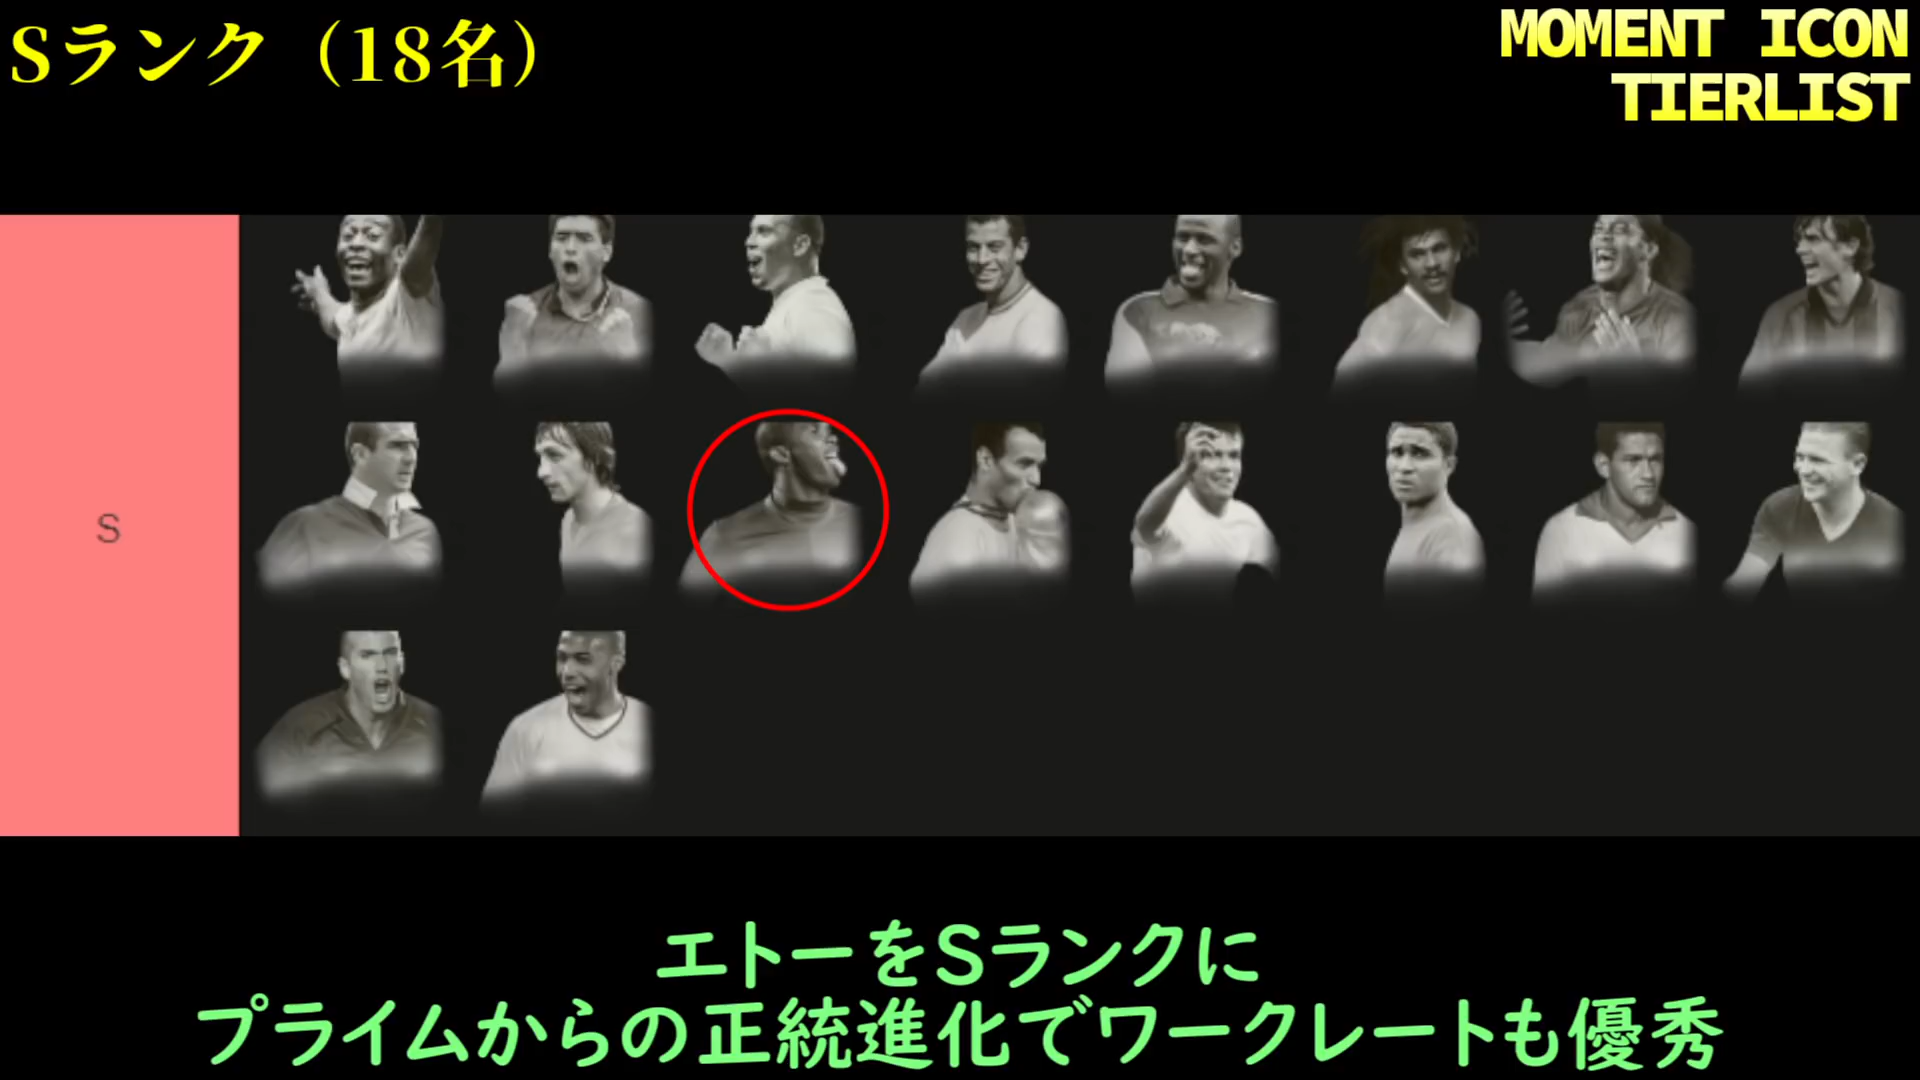 Sランク（18名）
MOMENT ICON
TIERLIST
S
エトーをSランクに
プライムからの正統進化でワークレートも優秀